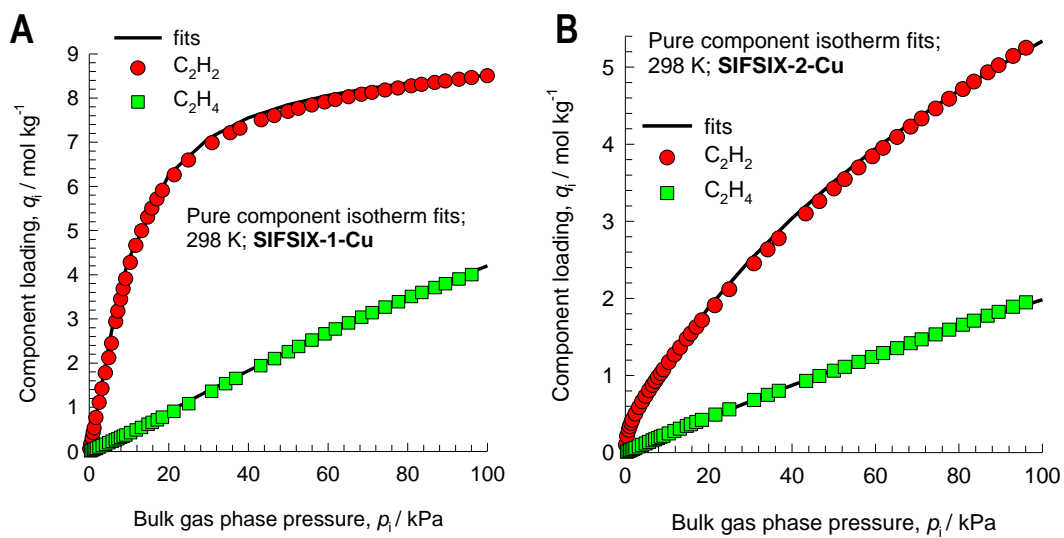 A
fits
C₂H₂
C₂H₄
Pure component isotherm fits;
298 K; SIFSIX-1-Cu
Component loading, qᵢ / mol kg⁻¹
9
8
7
6
5
4
3
2
1
0
0 20 40 60 80 100
Bulk gas phase pressure, pᵢ / kPa
B
Pure component isotherm fits;
298 K; SIFSIX-2-Cu
fits
C₂H₂
C₂H₄
Component loading, qᵢ / mol kg⁻¹
5
4
3
2
1
0
0 20 40 60 80 100
Bulk gas phase pressure, pᵢ / kPa